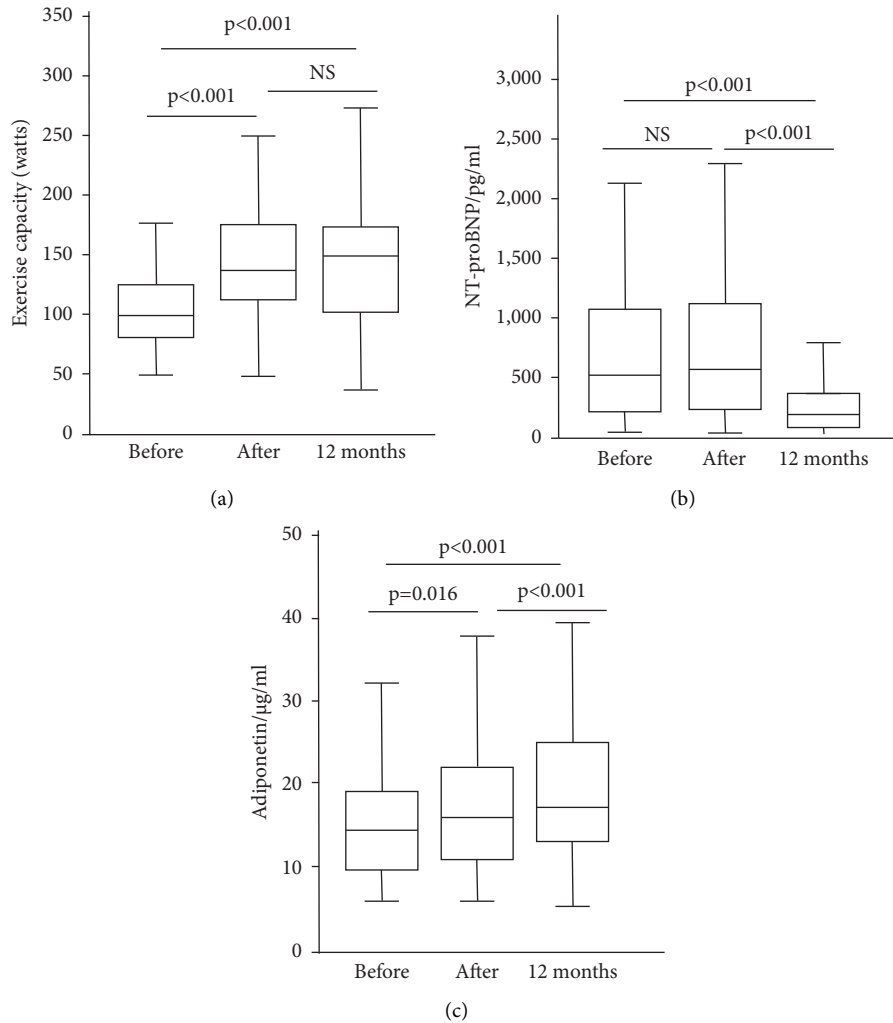 350
300
250
200
150
100
50
0
Exercise capacity (watts)
p<0.001
NS
p<0.001
Before
After
12 months
(a)
3,000
2,500
2,000
1,500
1,000
500
0
NT-proBNP/pg/ml
p<0.001
NS
p<0.001
Before
After
12 months
(b)
50
40
30
20
10
0
Adiponetin/μg/ml
p<0.001
p=0.016
p<0.001
Before
After
12 months
(c)